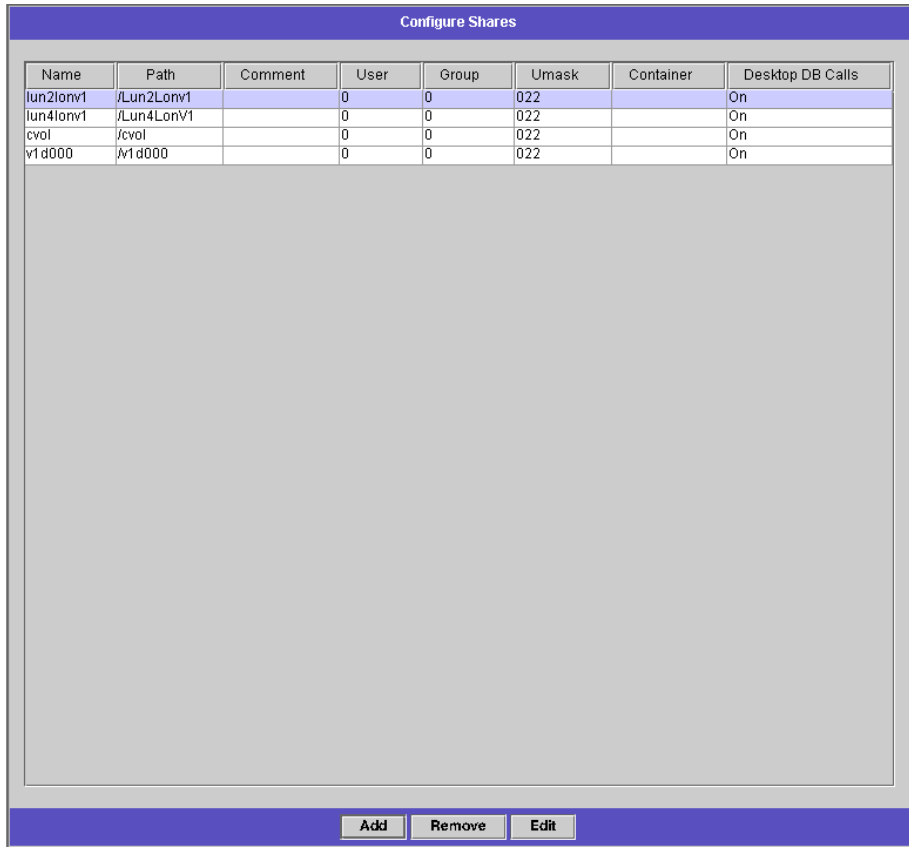 Configure Shares
Name Path Comment User Group Umask Container Desktop DB Calls
lun2lonv1 /Lun2Lonv1 0 0 022 On
lun4lonv1 /Lun4LonV1 0 0 022 On
cvol /cvol 0 0 022 On
v1d000 /v1d000 0 0 022 On
Add Remove Edit